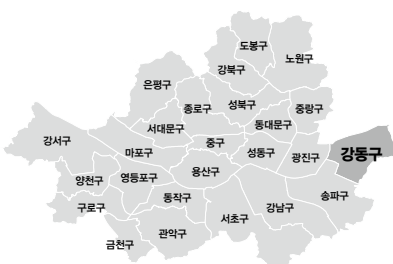 도봉구
노원구
강북구
은평구
종로구
성북구
중랑구
서대문구
동대문구
강서구
마포구
중구
성동구
광진구
강동구
양천구
영등포구
용산구
송파구
구로구
동작구
서초구
강남구
금천구
관악구